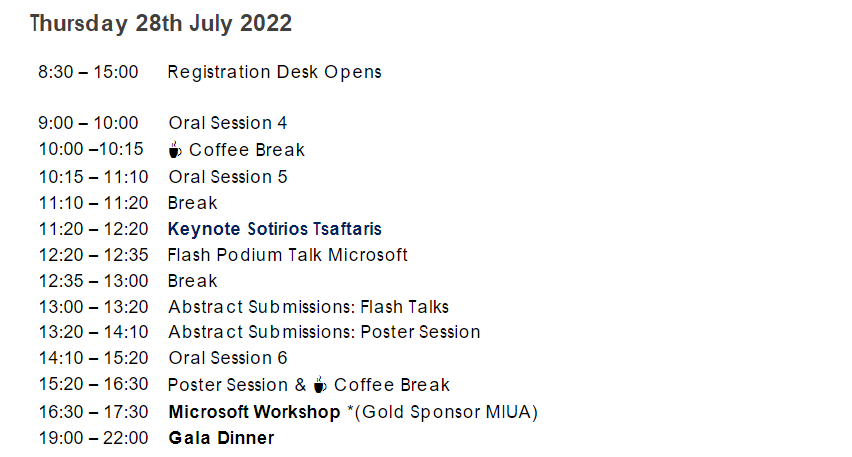 Thursday 28th July 2022
8:30 – 15:00 Registration Desk Opens
9:00 – 10:00 Oral Session 4
10:00 –10:15 Coffee Break
10:15 – 11:10 Oral Session 5
11:10 – 11:20 Break
11:20 – 12:20 Keynote Sotirios Tsaftaris
12:20 – 12:35 Flash Podium Talk Microsoft
12:35 – 13:00 Break
13:00 – 13:20 Abstract Submissions: Flash Talks
13:20 – 14:10 Abstract Submissions: Poster Session
14:10 – 15:20 Oral Session 6
15:20 – 16:30 Poster Session & Coffee Break
16:30 – 17:30 Microsoft Workshop *(Gold Sponsor MIUA)
19:00 – 22:00 Gala Dinner